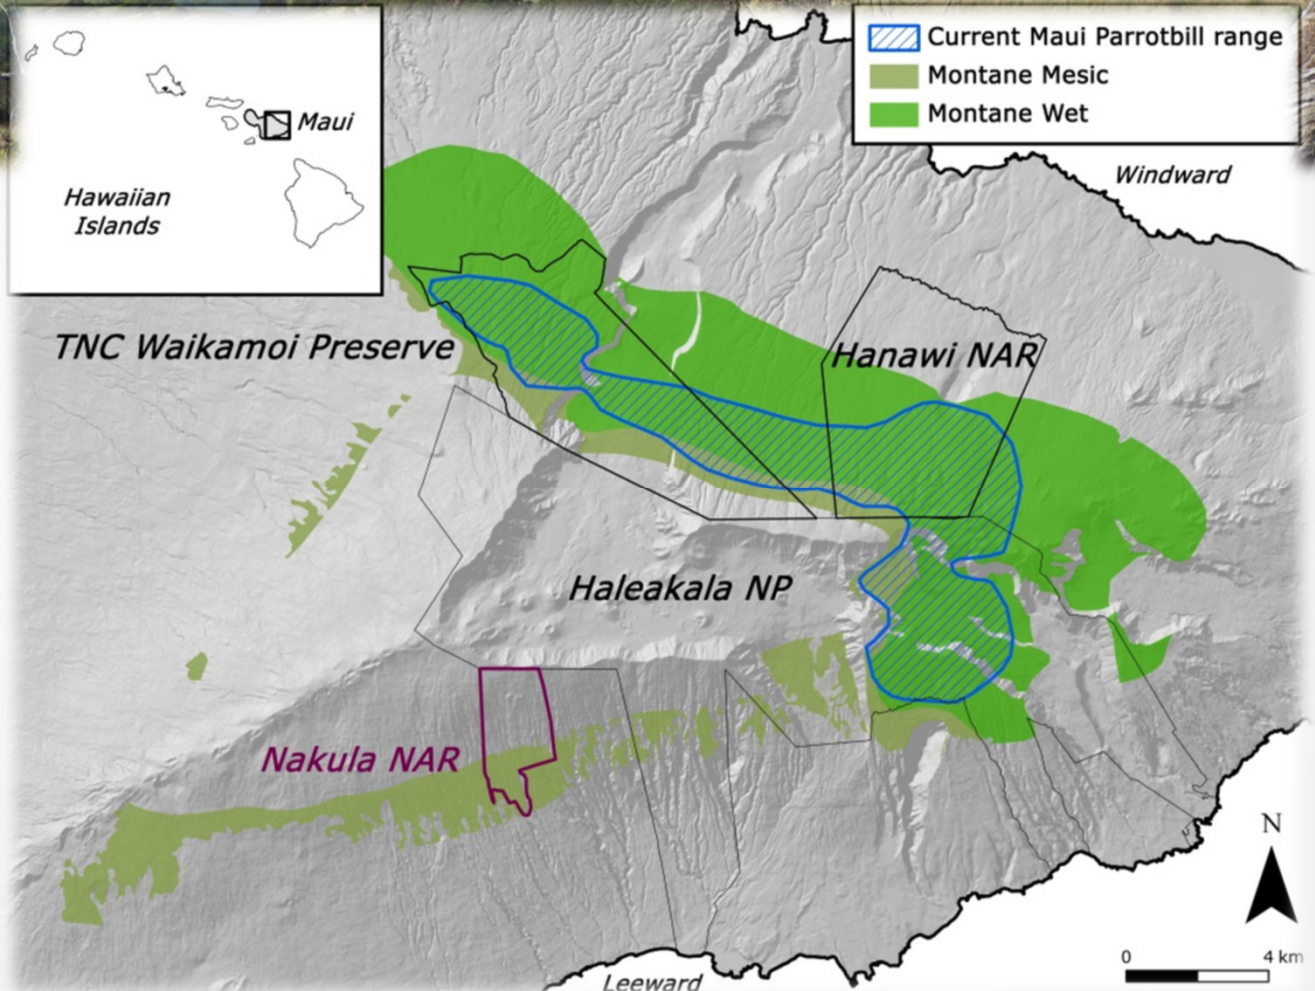 Current Maui Parrotbill range
Montane Mesic
Montane Wet
Maui
Hawaiian
Islands
Windward
TNC Waikamoi Preserve
Hanawi NAR
Haleakala NP
Nakula NAR
N
0 4 km
Leeward